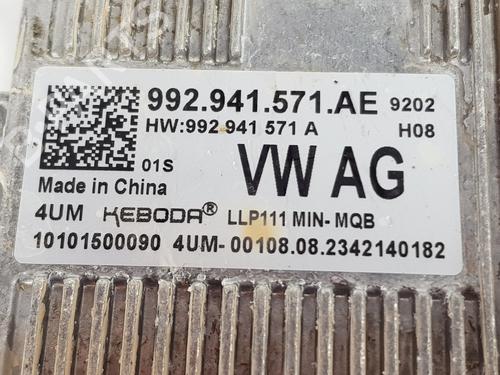 992.941.571.AE 9202
HW:992 941 571 A H08
01S VW AG
Made in China
4UM KEBODA® LLP111 MIN- MQB
10101500090 4UM-00108.08.2342140182